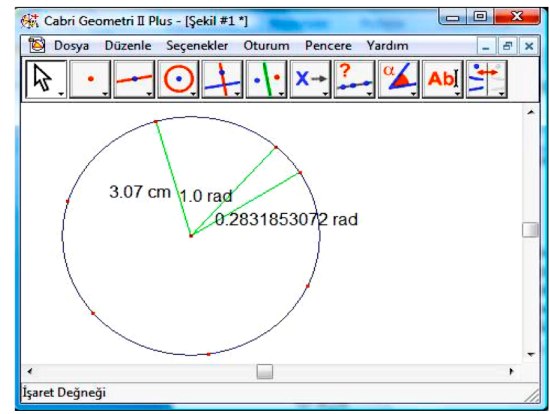 Cabri Geometri II Plus - [Şekil #1 *]
Dosya Düzenle Seçenekler Oturum Pencere Yardım
X ? α Ab
3.07 cm 1.0 rad
0.2831853072 rad
İşaret Değneği